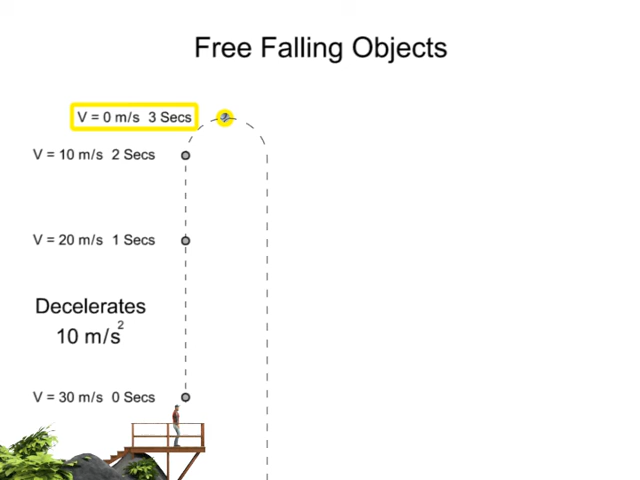 Free Falling Objects
V = 0 m/s 3 Secs
V = 10 m/s 2 Secs
V = 20 m/s 1 Secs
Decelerates
10 m/s²
V = 30 m/s 0 Secs